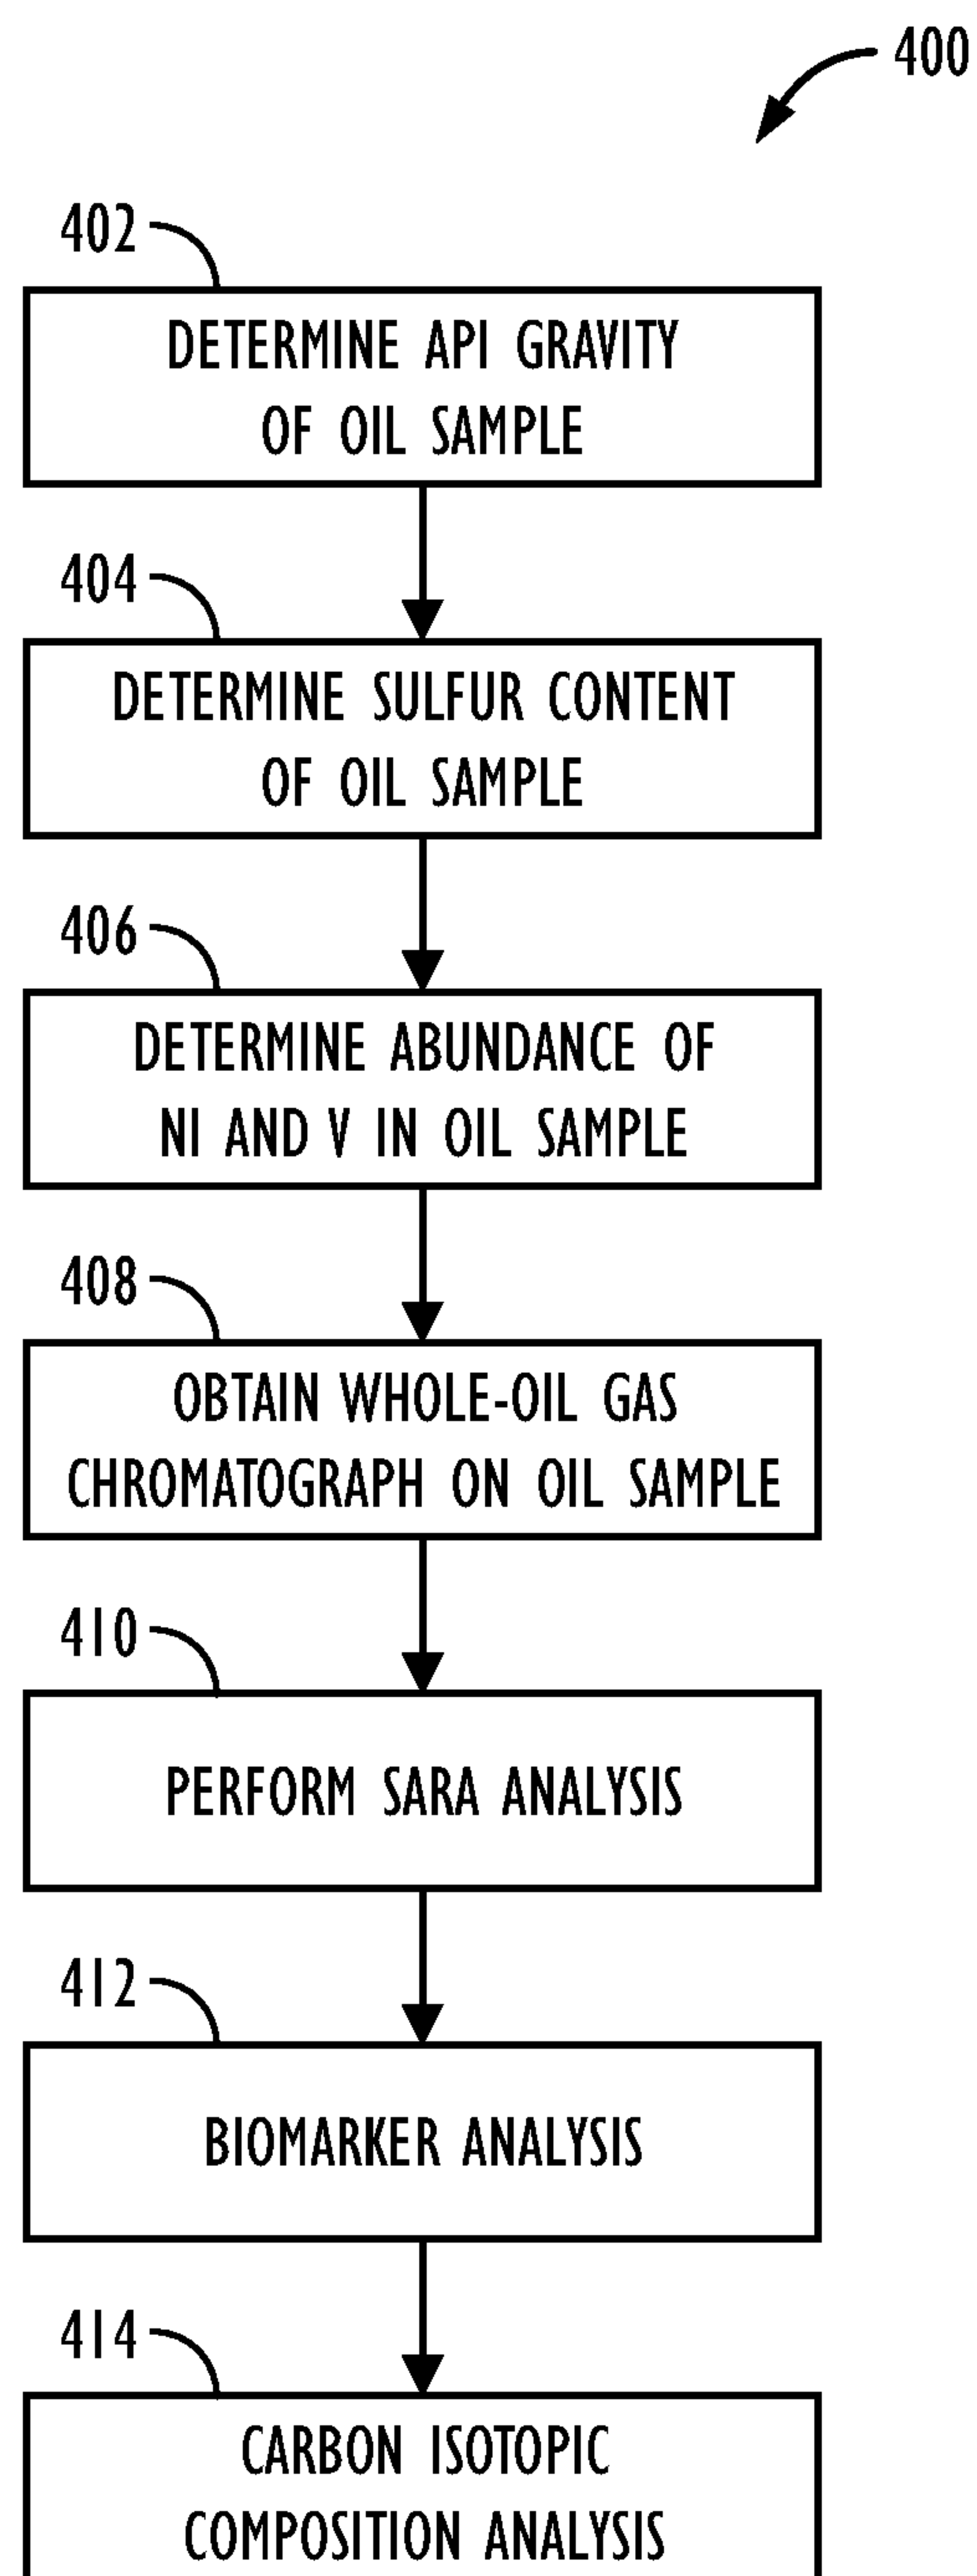 400
402
DETERMINE API GRAVITY
OF OIL SAMPLE
404
DETERMINE SULFUR CONTENT
OF OIL SAMPLE
406
DETERMINE ABUNDANCE OF
NI AND V IN OIL SAMPLE
408
OBTAIN WHOLE-OIL GAS
CHROMATOGRAPH ON OIL SAMPLE
410
PERFORM SARA ANALYSIS
412
BIOMARKER ANALYSIS
414
CARBON ISOTOPIC
COMPOSITION ANALYSIS